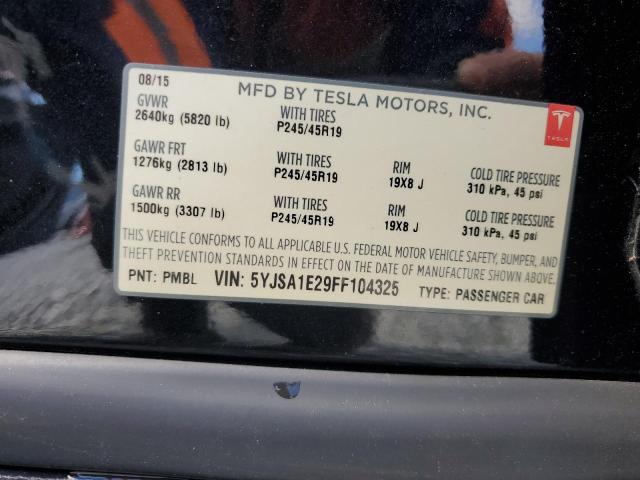 08/15
MFD BY TESLA MOTORS, INC.
GVWR
2640kg (5820 lb)
WITH TIRES
P245/45R19
TESLA
GAWR FRT
1276kg (2813 lb)
WITH TIRES
P245/45R19
RIM
19X8 J
COLD TIRE PRESSURE
310 kPa, 45 psi
GAWR RR
1500kg (3307 lb)
WITH TIRES
P245/45R19
RIM
19X8 J
COLD TIRE PRESSURE
310 kPa, 45 psi
THIS VEHICLE CONFORMS TO ALL APPLICABLE U.S. FEDERAL MOTOR VEHICLE SAFETY, BUMPER, AND
THEFT PREVENTION STANDARDS IN EFFECT ON THE DATE OF MANUFACTURE SHOWN ABOVE.
PNT: PMBL VIN: 5YJSA1E29FF104325 TYPE: PASSENGER CAR